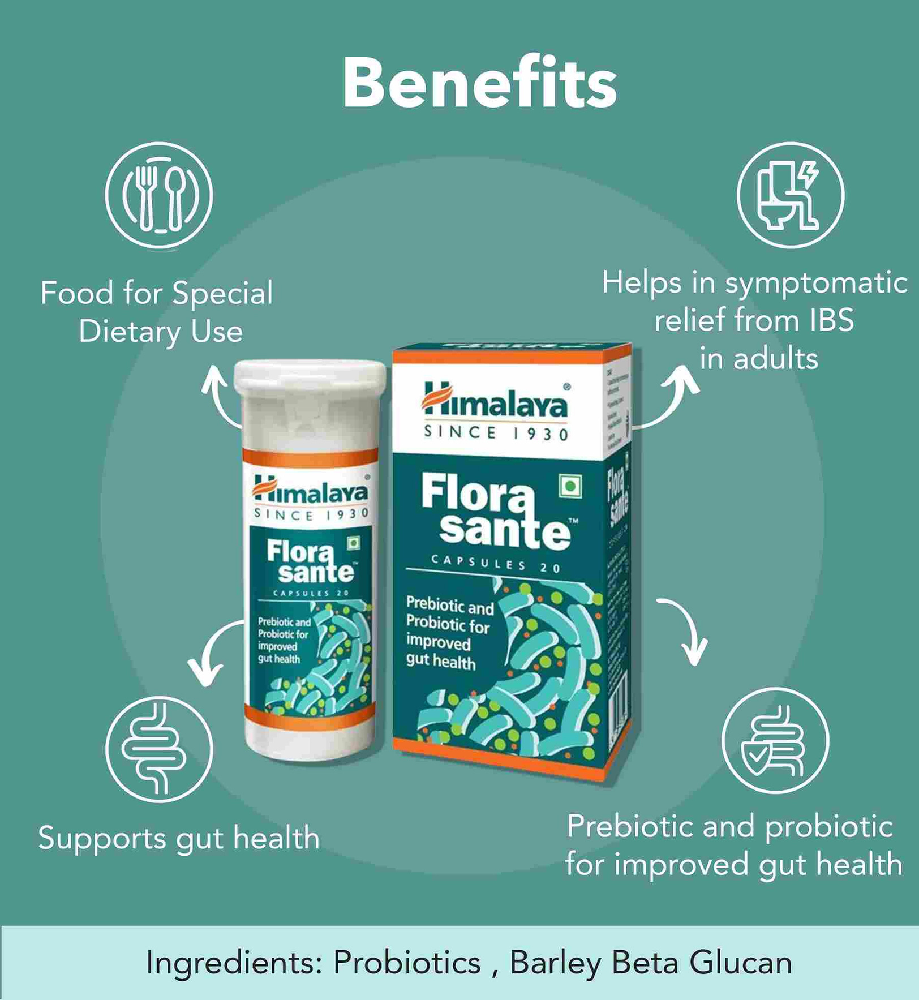 Benefits
Food for Special
Dietary Use
Helps in symptomatic
relief from IBS
in adults
Himalaya®
SINCE 1930
Flora
sante™
CAPSULES 20
Prebiotic and
Probiotic for
improved
gut health
Himalaya®
SINCE 1930
Flora
sante™
CAPSULES 20
Prebiotic and
Probiotic for
improved
gut health
Flora
sante
Supports gut health
Prebiotic and probiotic
for improved gut health
Ingredients: Probiotics , Barley Beta Glucan